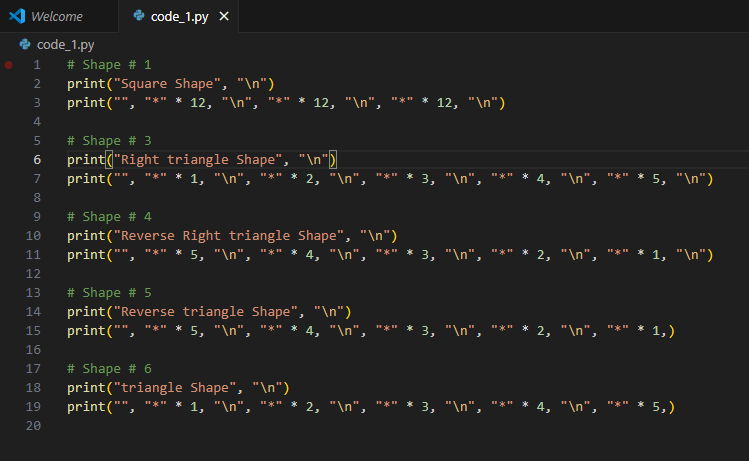 Welcome
code_1.py
code_1.py
1 # Shape # 1
2 print("Square Shape", "\n")
3 print("", "*" * 12, "\n", "*" * 12, "\n", "*" * 12, "\n")
4
5 # Shape # 3
6 print("Right triangle Shape", "\n")
7 print("", "*" * 1, "\n", "*" * 2, "\n", "*" * 3, "\n", "*" * 4, "\n", "*" * 5, "\n")
8
9 # Shape # 4
10 print("Reverse Right triangle Shape", "\n")
11 print("", "*" * 5, "\n", "*" * 4, "\n", "*" * 3, "\n", "*" * 2, "\n", "*" * 1, "\n")
12
13 # Shape # 5
14 print("Reverse triangle Shape", "\n")
15 print("", "*" * 5, "\n", "*" * 4, "\n", "*" * 3, "\n", "*" * 2, "\n", "*" * 1,)
16
17 # Shape # 6
18 print("triangle Shape", "\n")
19 print("", "*" * 1, "\n", "*" * 2, "\n", "*" * 3, "\n", "*" * 4, "\n", "*" * 5,)
20